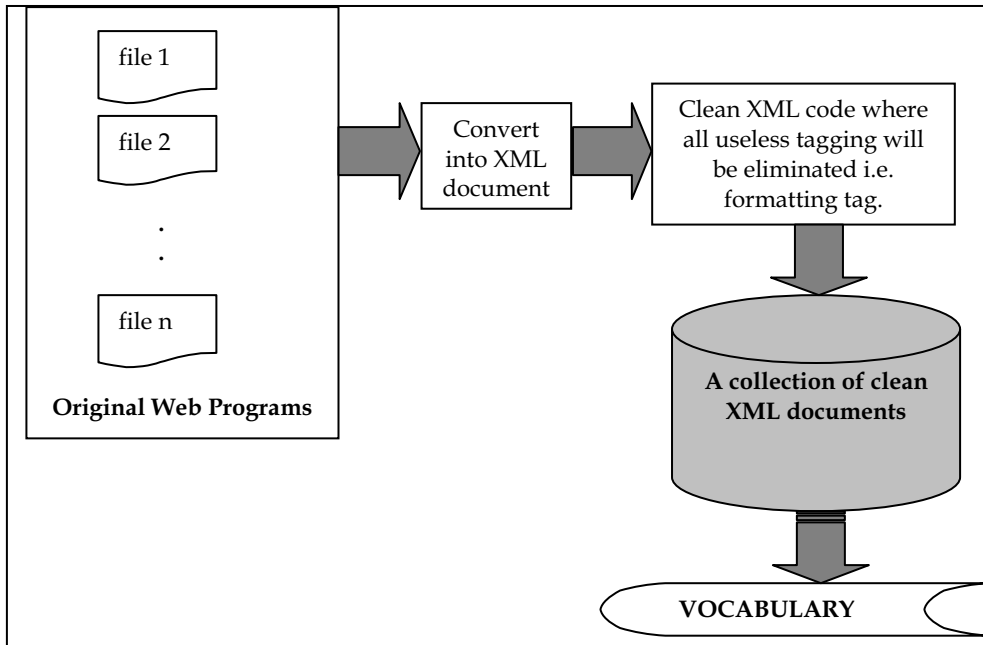 file 1
file 2
.
.
file n
Original Web Programs
Convert
into XML
document
Clean XML code where
all useless tagging will
be eliminated i.e.
formatting tag.
A collection of clean
XML documents
VOCABULARY